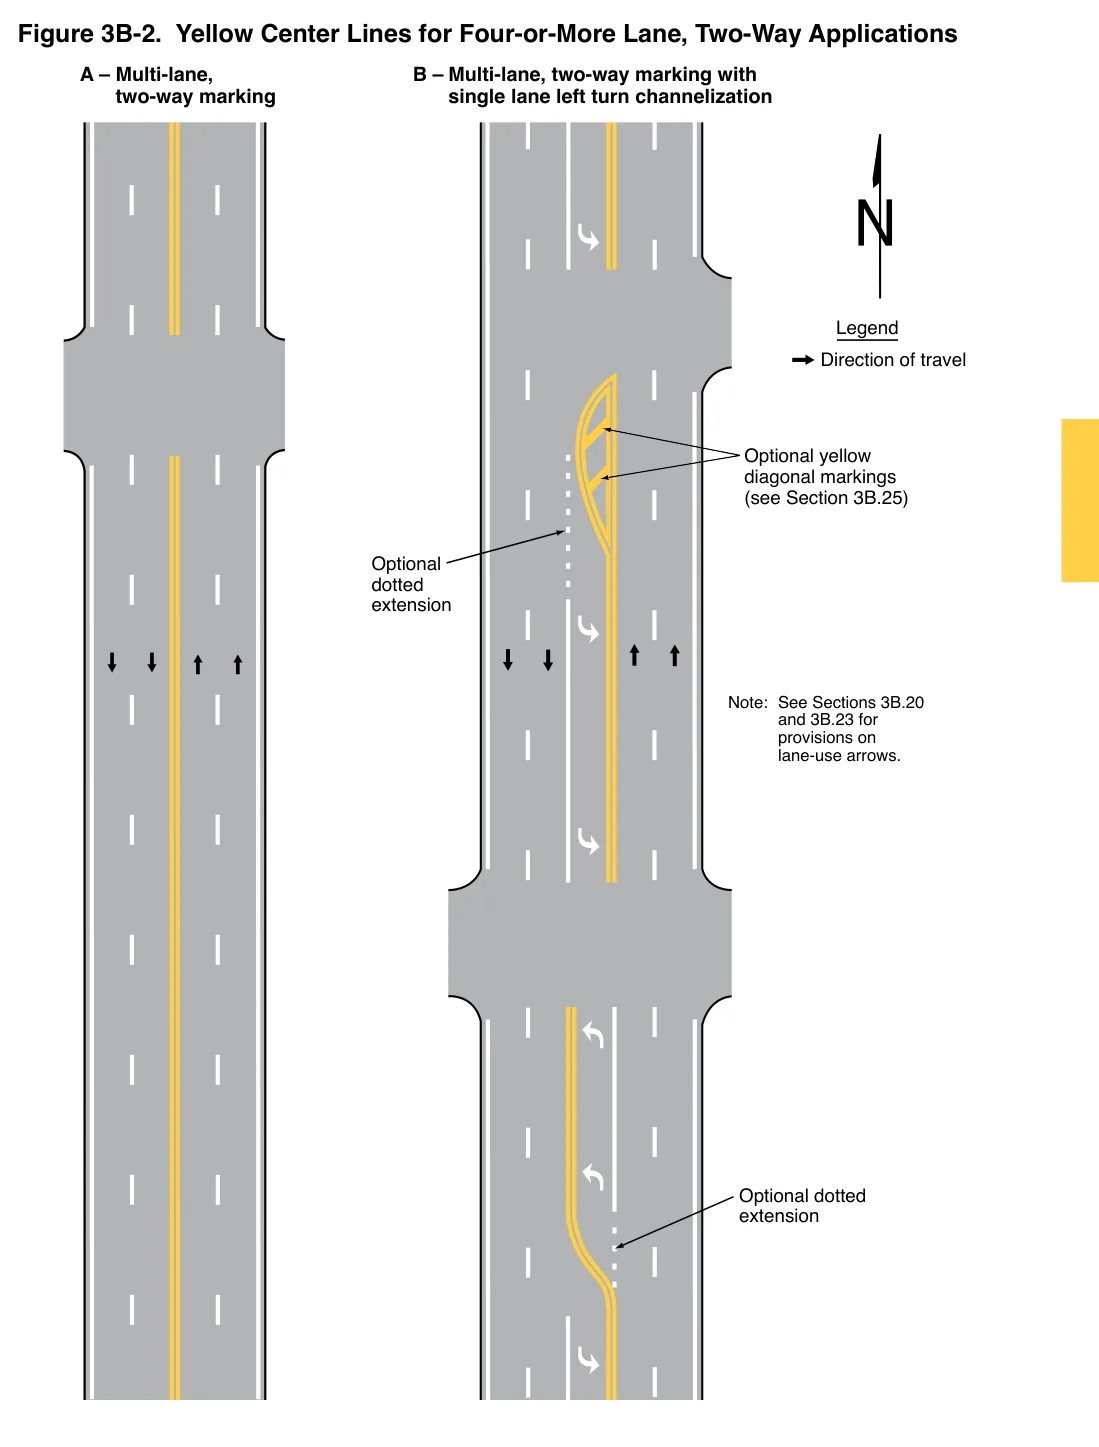 Figure 3B-2. Yellow Center Lines for Four-or-More Lane, Two-Way Applications
A – Multi-lane,
two-way marking
B – Multi-lane, two-way marking with
single lane left turn channelization
N
Legend
Direction of travel
Optional yellow
diagonal markings
(see Section 3B.25)
Optional
dotted
extension
Note: See Sections 3B.20
and 3B.23 for
provisions on
lane-use arrows.
Optional dotted
extension